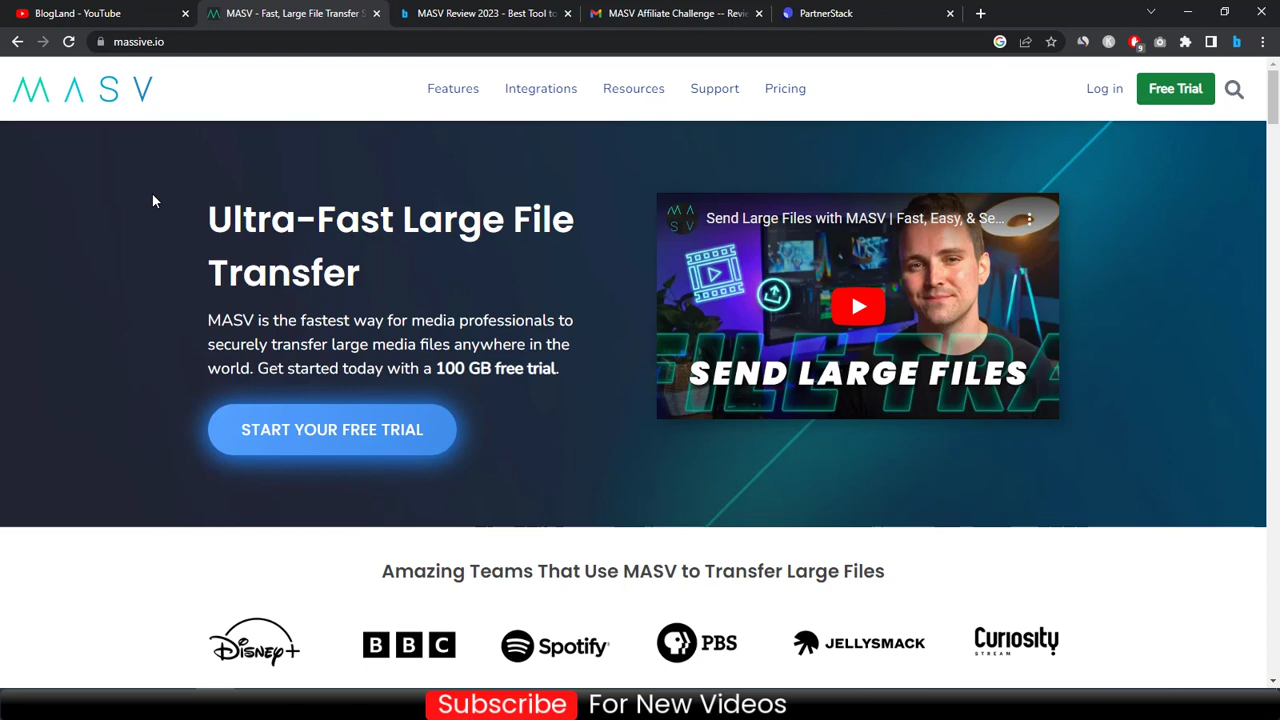 BlogLand - YouTube
MASV - Fast, Large File Transfer S
MASV Review 2023 - Best Tool to
MASV Affiliate Challenge -- Revie
PartnerStack
massive.io
9
MASV
Features
Integrations
Resources
Support
Pricing
Log in
Free Trial
Ultra-Fast Large File
Transfer
MASV is the fastest way for media professionals to
securely transfer large media files anywhere in the
world. Get started today with a 100 GB free trial.
START YOUR FREE TRIAL
MASV
Send Large Files with MASV | Fast, Easy, & Se...
FILE TRA
SEND LARGE FILES
Amazing Teams That Use MASV to Transfer Large Files
Disney+
BBC
Spotify
PBS
JELLYSMACK
CURIOSITY
STREAM
Subscribe For New Videos